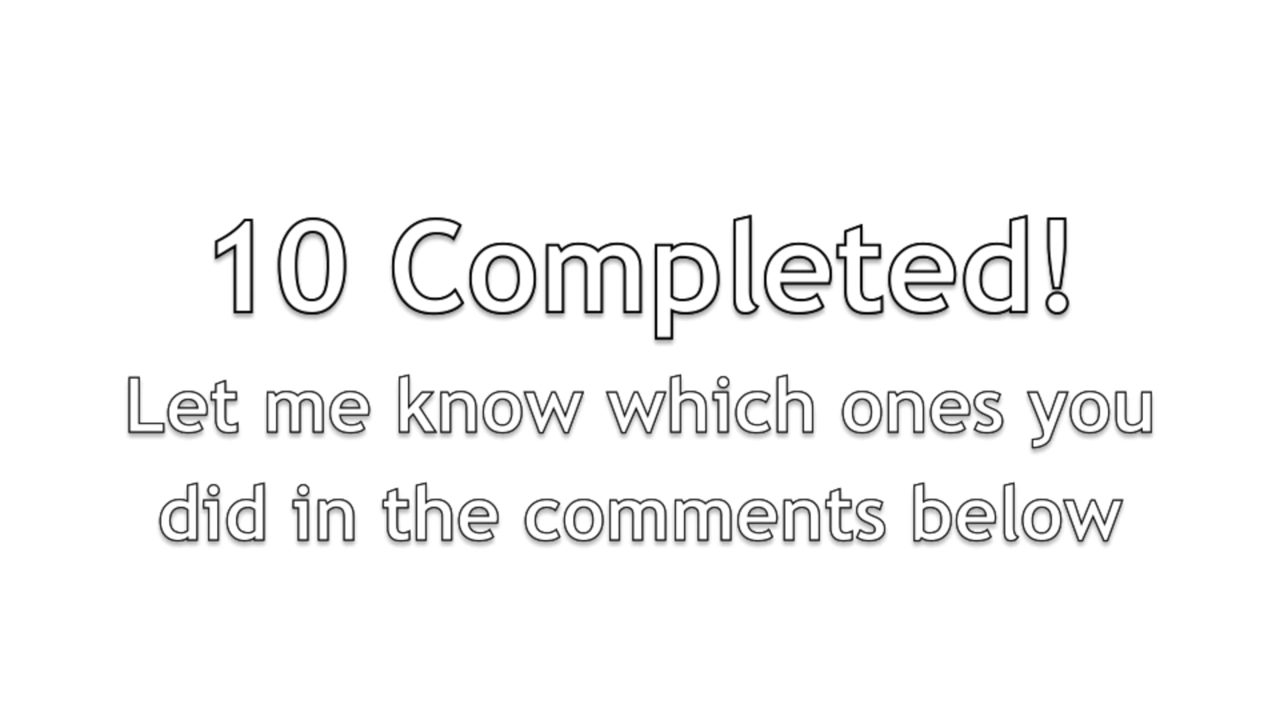 10 Completed!
Let me know which ones you
did in the comments below